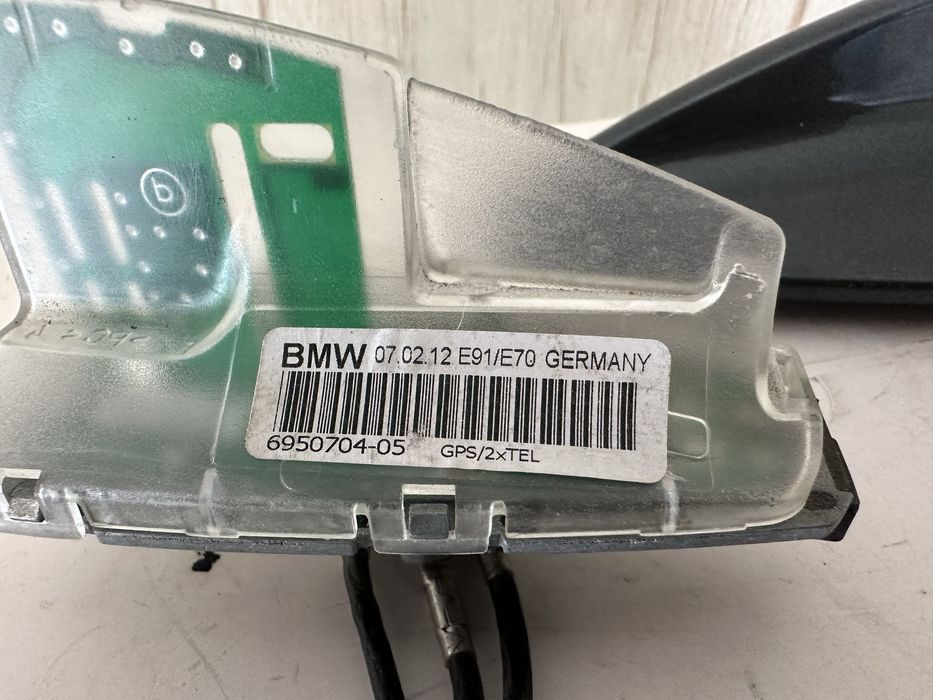 b
BMW 07.02.12 E91/E70 GERMANY
6950704-05 GPS/2xTEL